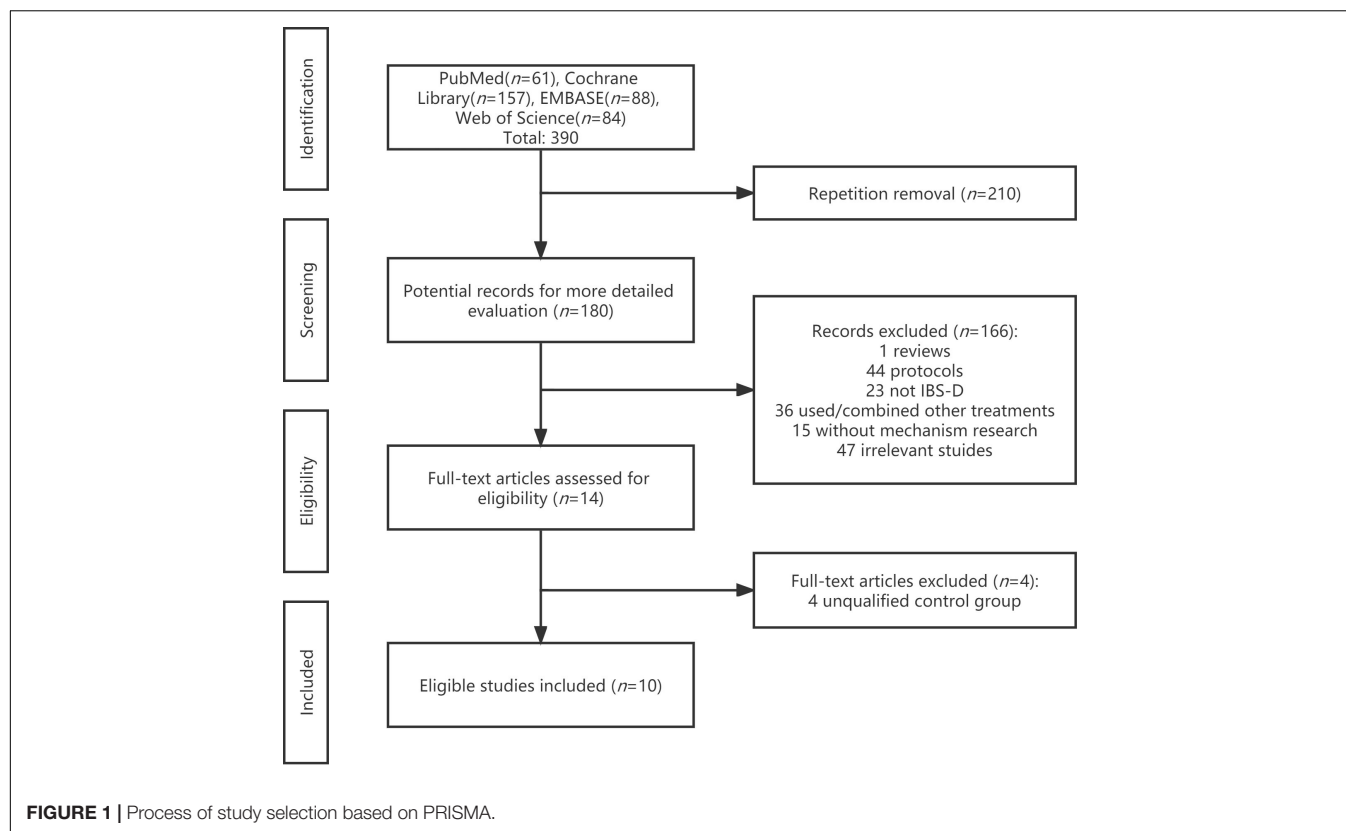 Identification
PubMed(n=61), Cochrane
Library(n=157), EMBASE(n=88),
Web of Science(n=84)
Total: 390
Repetition removal (n=210)
Screening
Potential records for more detailed
evaluation (n=180)
Records excluded (n=166):
1 reviews
44 protocols
23 not IBS-D
36 used/combined other treatments
15 without mechanism research
47 irrelevant stuides
Eligibility
Full-text articles assessed for
eligibility (n=14)
Full-text articles excluded (n=4):
4 unqualified control group
Included
Eligible studies included (n=10)
FIGURE 1 | Process of study selection based on PRISMA.